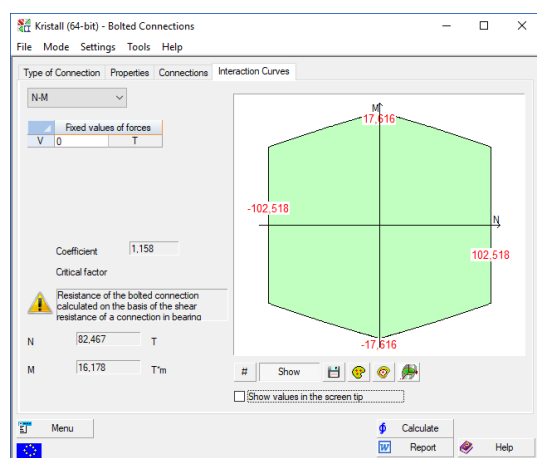 Kristall (64-bit) - Bolted Connections
File Mode Settings Tools Help
Type of Connection Properties Connections Interaction Curves
N-M
Fixed values of forces
V 0 T
M
17,616
-102,518
N
102,518
-17,616
Coefficient 1,158
Critical factor
Resistance of the bolted connection
calculated on the basis of the shear
resistance of a connection in bearing
N 82,467 T
M 16,178 T*m
# Show
Show values in the screen tip
Menu
Calculate
Report
Help